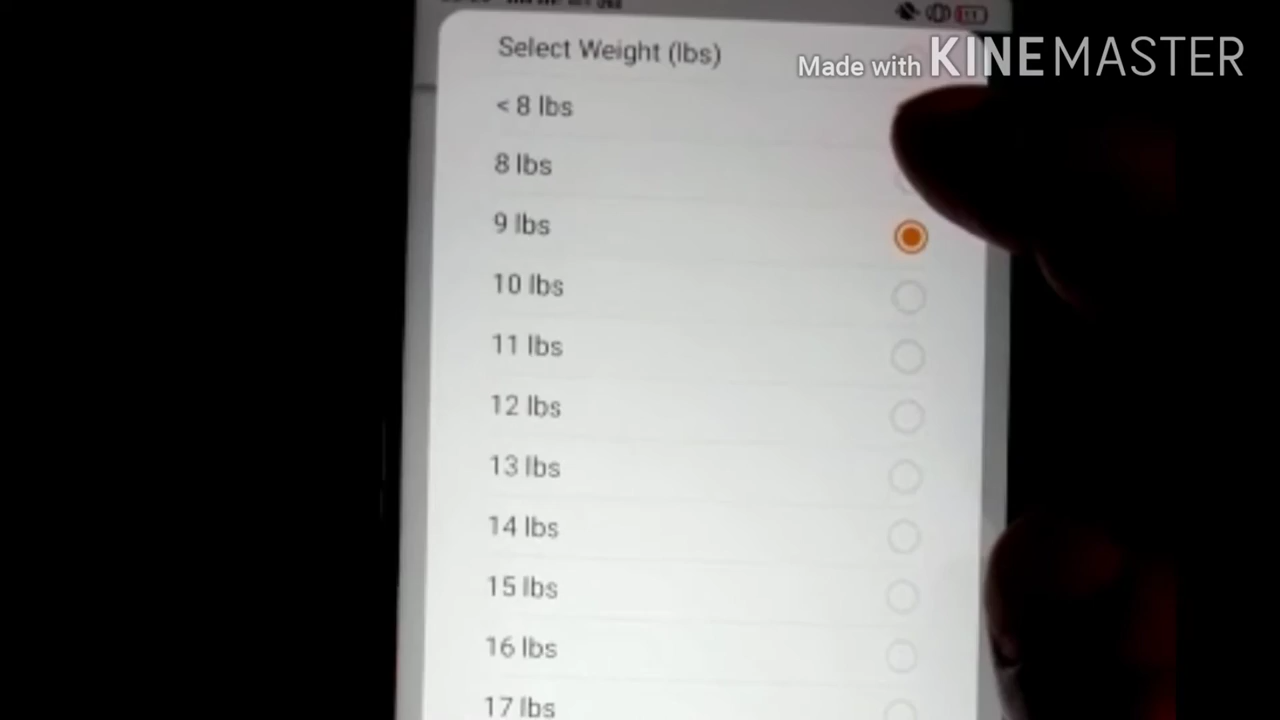 Select Weight (lbs)
Made with KINEMASTER
< 8 lbs
8 lbs
9 lbs
10 lbs
11 lbs
12 lbs
13 lbs
14 lbs
15 lbs
16 lbs
17 lbs